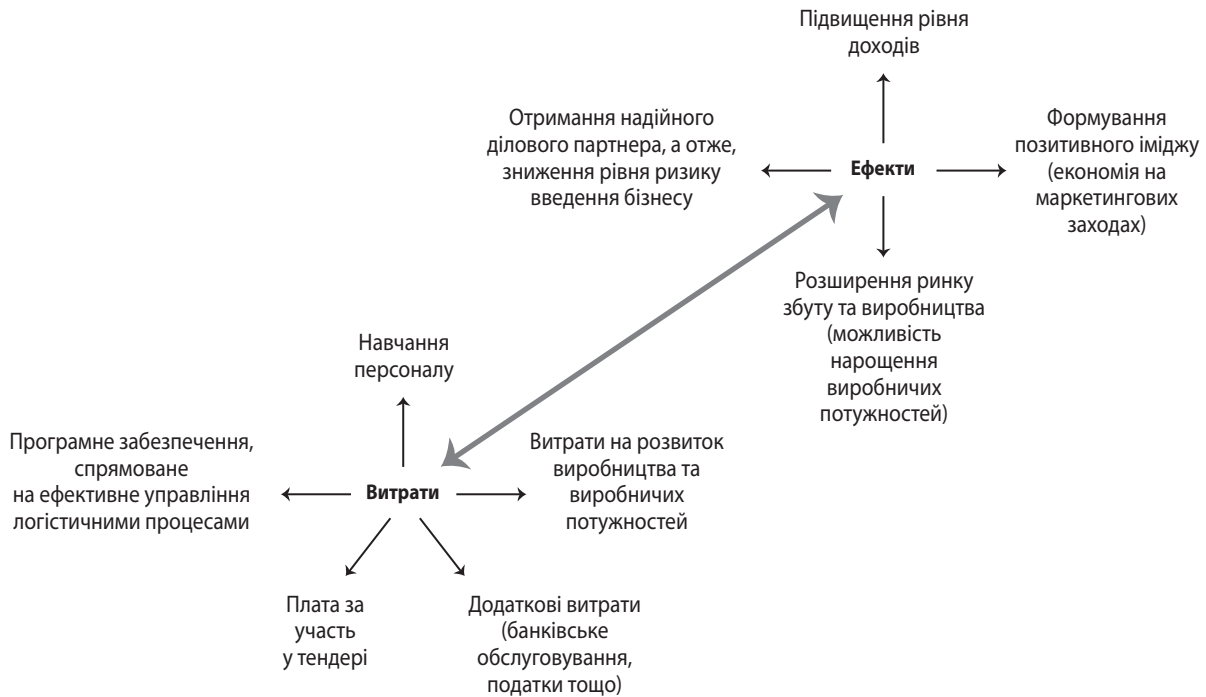 Підвищення рівня
доходів
Отримання надійного
ділового партнера, а отже,
зниження рівня ризику
введення бізнесу
Ефекти
Формування
позитивного іміджу
(економія на
маркетингових
заходах)
Розширення ринку
збуту та виробництва
(можливість
нарощення
виробничих
потужностей)
Навчання
персоналу
Програмне забезпечення,
спрямоване
на ефективне управління
логістичними процесами
Витрати
Витрати на розвиток
виробництва та
виробничих
потужностей
Плата за
участь
у тендері
Додаткові витрати
(банківське
обслуговування,
податки тощо)